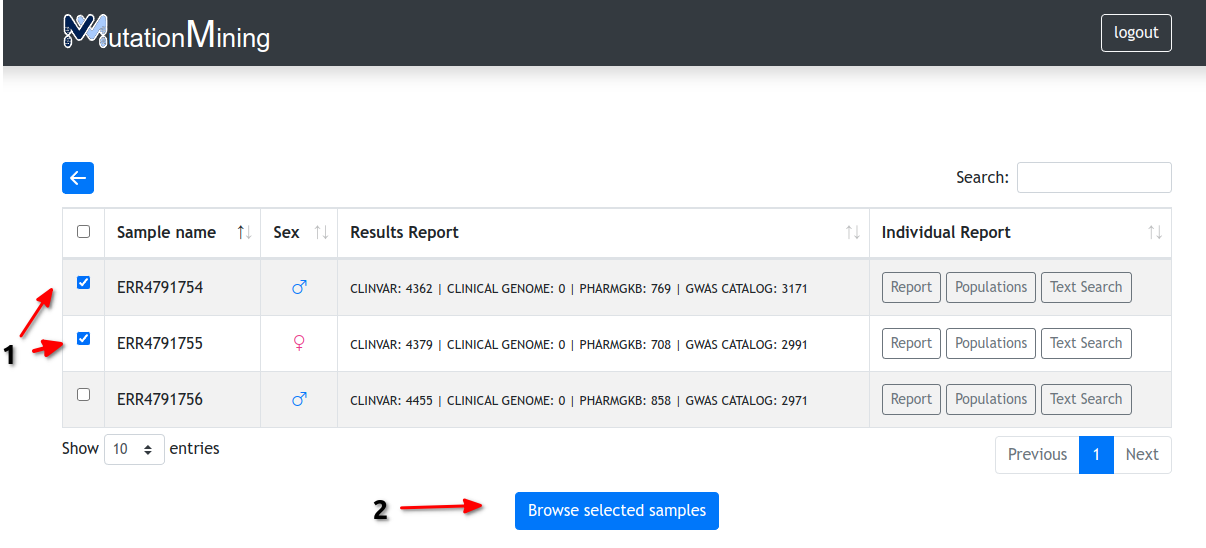 MutationMining
logout
Search:
Sample name Sex Results Report Individual Report
ERR4791754 ♂ CLINVAR: 4362 | CLINICAL GENOME: 0 | PHARMGKB: 769 | GWAS CATALOG: 3171 Report Populations Text Search
1
ERR4791755 ♀ CLINVAR: 4379 | CLINICAL GENOME: 0 | PHARMGKB: 708 | GWAS CATALOG: 2991 Report Populations Text Search
ERR4791756 ♂ CLINVAR: 4455 | CLINICAL GENOME: 0 | PHARMGKB: 858 | GWAS CATALOG: 2971 Report Populations Text Search
Show 10 entries Previous 1 Next
2 Browse selected samples